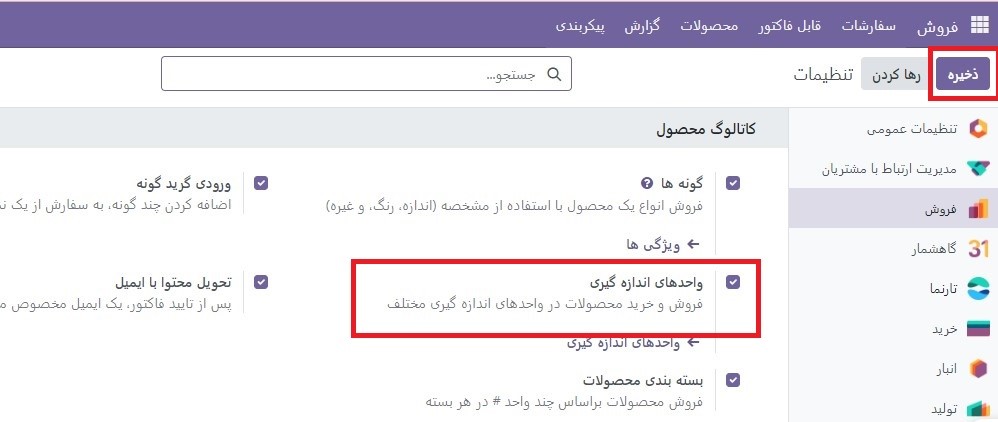 فروش سفارشات قابل فاکتور محصولات گزارش پیکربندی
ذخیره رها کردن تنظیمات جستجو...
تنظیمات عمومی
مدیریت ارتباط با مشتریان
فروش
31 گاهشمار
تارنما
خرید
انبار
تولید
کاتالوگ محصول
گونه ها
فروش انواع یک محصول با استفاده از مشخصه (اندازه، رنگ، و غیره)
ویژگی ها
ورودی گرید گونه
اضافه کردن چند گونه، به سفارش از یک
واحدهای اندازه گیری
فروش و خرید محصولات در واحدهای اندازه گیری مختلف
واحدهای اندازه گیری
تحویل محتوا با ایمیل
پس از تایید فاکتور، یک ایمیل مخصوص
بسته بندی محصولات
فروش محصولات براساس چند واحد # در هر بسته